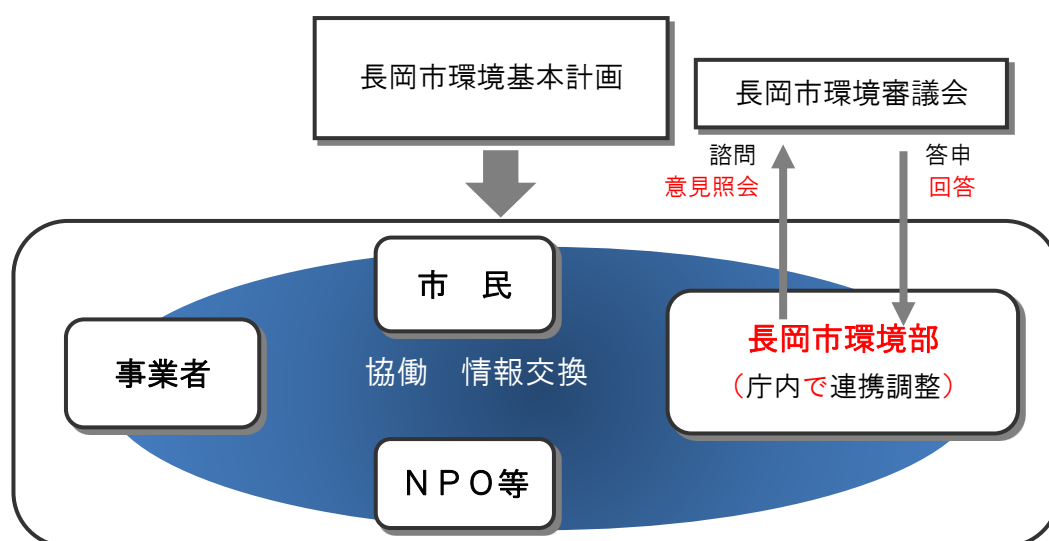 長岡市環境基本計画
長岡市環境審議会
諮問
意見照会
答申
回答
市　民
事業者
長岡市環境部
（庁内で連携調整）
協働　情報交換
ＮＰＯ等